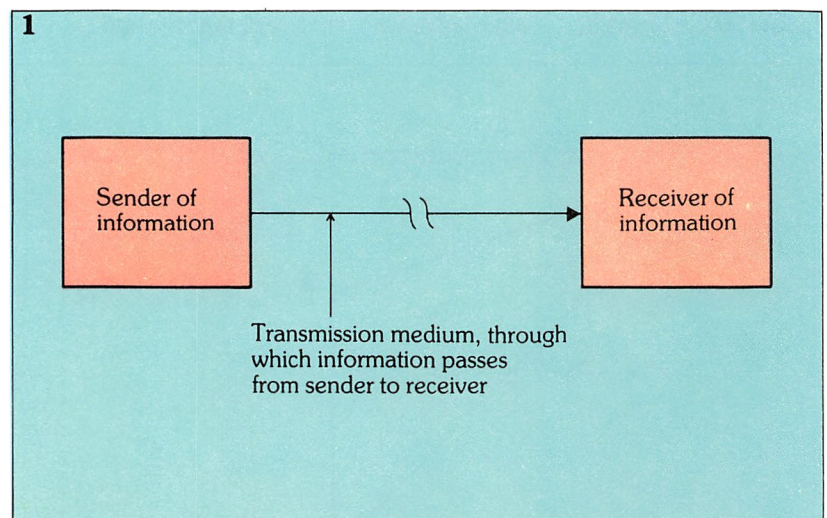 1
Sender of
information
Receiver of
information
Transmission medium, through
which information passes
from sender to receiver